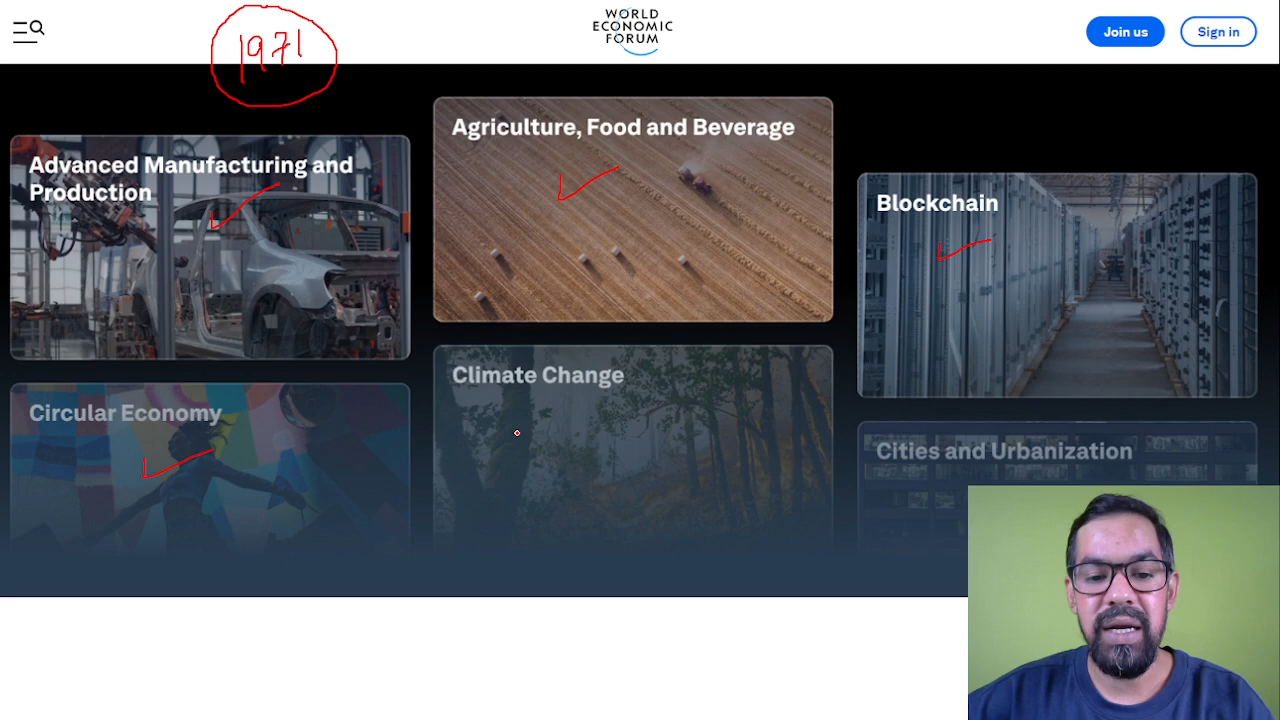 1971
WORLD
ECONOMIC
FORUM
Join us
Sign in
Advanced Manufacturing and
Production
Agriculture, Food and Beverage
Blockchain
Circular Economy
Climate Change
Cities and Urbanization